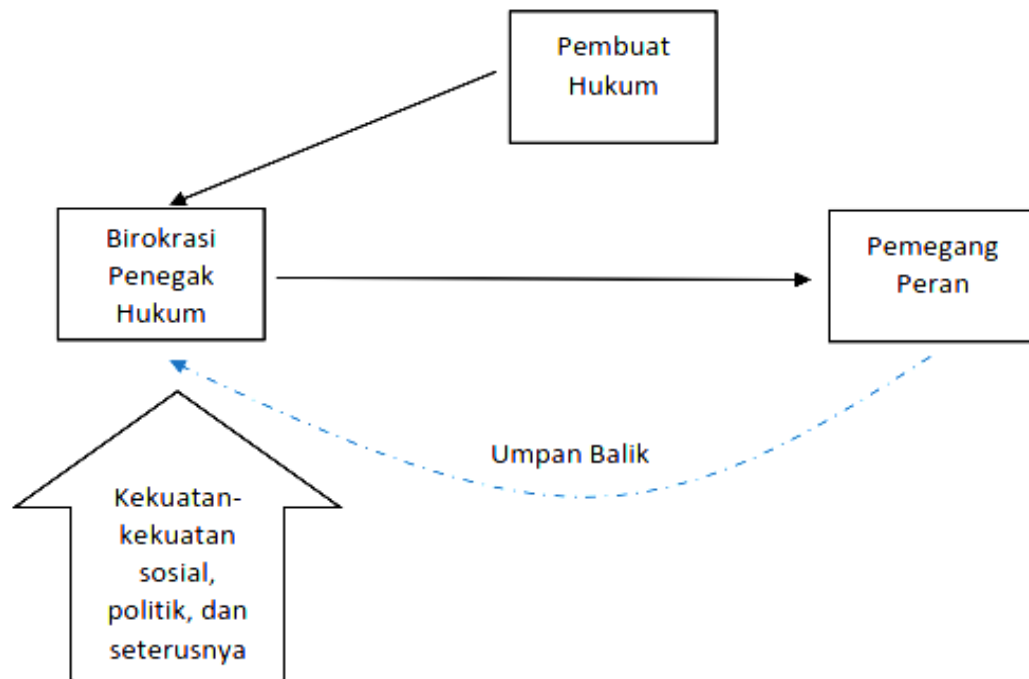 Pembuat
Hukum
Birokrasi
Penegak
Hukum
Pemegang
Peran
Umpan Balik
Kekuatan-
kekuatan
sosial,
politik, dan
seterusnya